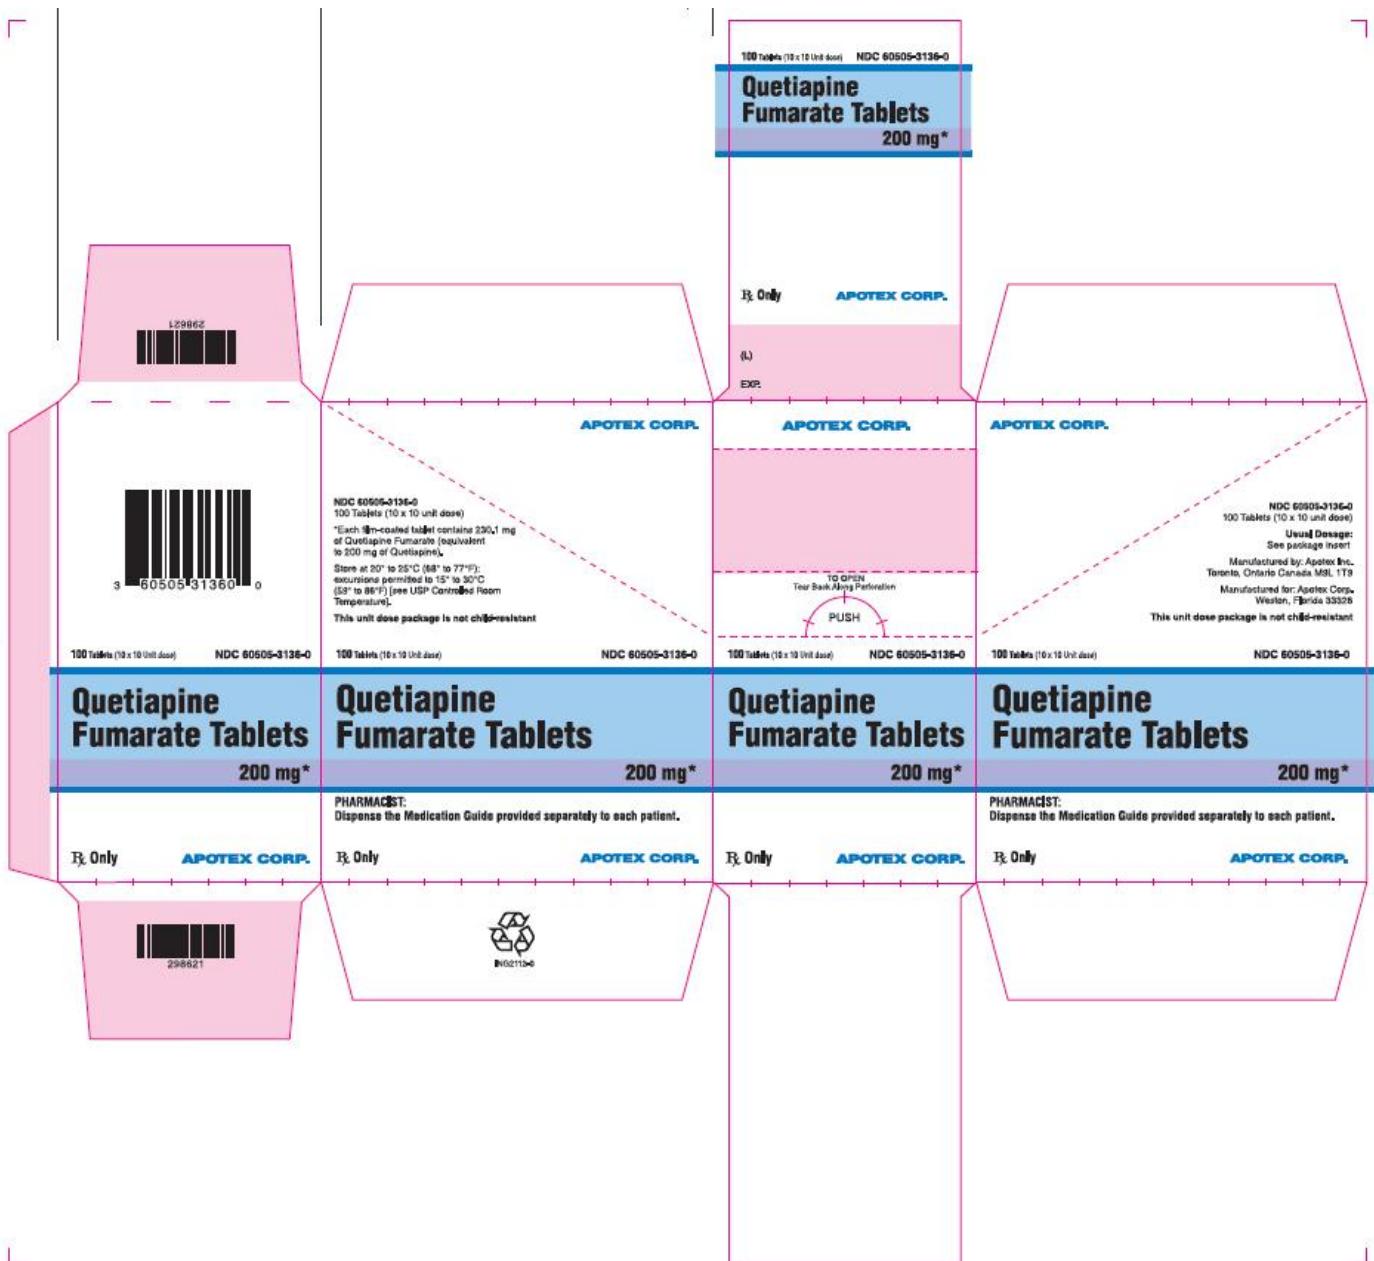 100 Tablets (10 x 10 Unit dose) NDC 60505-3136-0
Quetiapine
Fumarate Tablets
200 mg*
℞ Only APOTEX CORP.
(L)
EXP.
298621
3 60505 31360 0
100 Tablets (10 x 10 Unit dose) NDC 60505-3136-0
Quetiapine
Fumarate Tablets
200 mg*
℞ Only APOTEX CORP.
298621
APOTEX CORP.
NDC 60505-3136-0
100 Tablets (10 x 10 unit dose)
*Each film-coated tablet contains 230.1 mg
of Quetiapine Fumarate (equivalent
to 200 mg of Quetiapine).
Store at 20° to 25°C (68° to 77°F);
excursions permitted to 15° to 30°C
(59° to 86°F) [see USP Controlled Room
Temperature].
This unit dose package is not child-resistant
100 Tablets (10 x 10 Unit dose) NDC 60505-3136-0
Quetiapine
Fumarate Tablets
200 mg*
PHARMACIST:
Dispense the Medication Guide provided separately to each patient.
℞ Only APOTEX CORP.
APOTEX CORP.
TO OPEN
Tear Back Along Perforation
PUSH
100 Tablets (10 x 10 Unit dose) NDC 60505-3136-0
Quetiapine
Fumarate Tablets
200 mg*
℞ Only APOTEX CORP.
APOTEX CORP.
NDC 60505-3136-0
100 Tablets (10 x 10 unit dose)
Usual Dosage:
See package insert
Manufactured by: Apotex Inc.
Toronto, Ontario Canada M9L 1T9
Manufactured for: Apotex Corp.
Weston, Florida 33326
This unit dose package is not child-resistant
100 Tablets (10 x 10 Unit dose) NDC 60505-3136-0
Quetiapine
Fumarate Tablets
200 mg*
PHARMACIST:
Dispense the Medication Guide provided separately to each patient.
℞ Only APOTEX CORP.